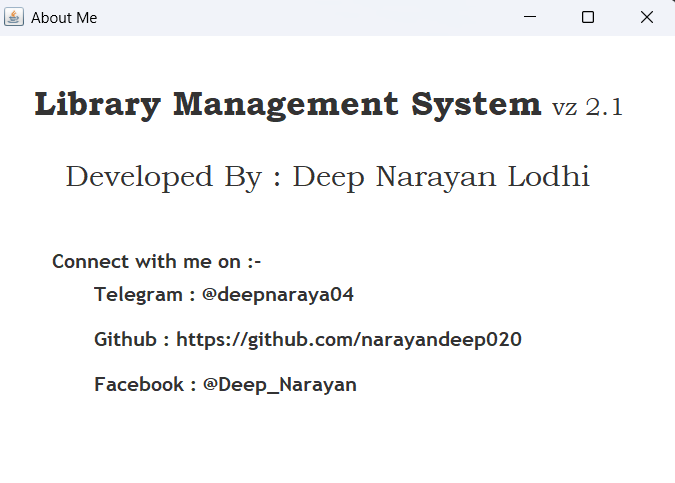 About Me
Library Management System vz 2.1
Developed By : Deep Narayan Lodhi
Connect with me on :-
Telegram : @deepnaraya04
Github : https://github.com/narayandeep020
Facebook : @Deep_Narayan